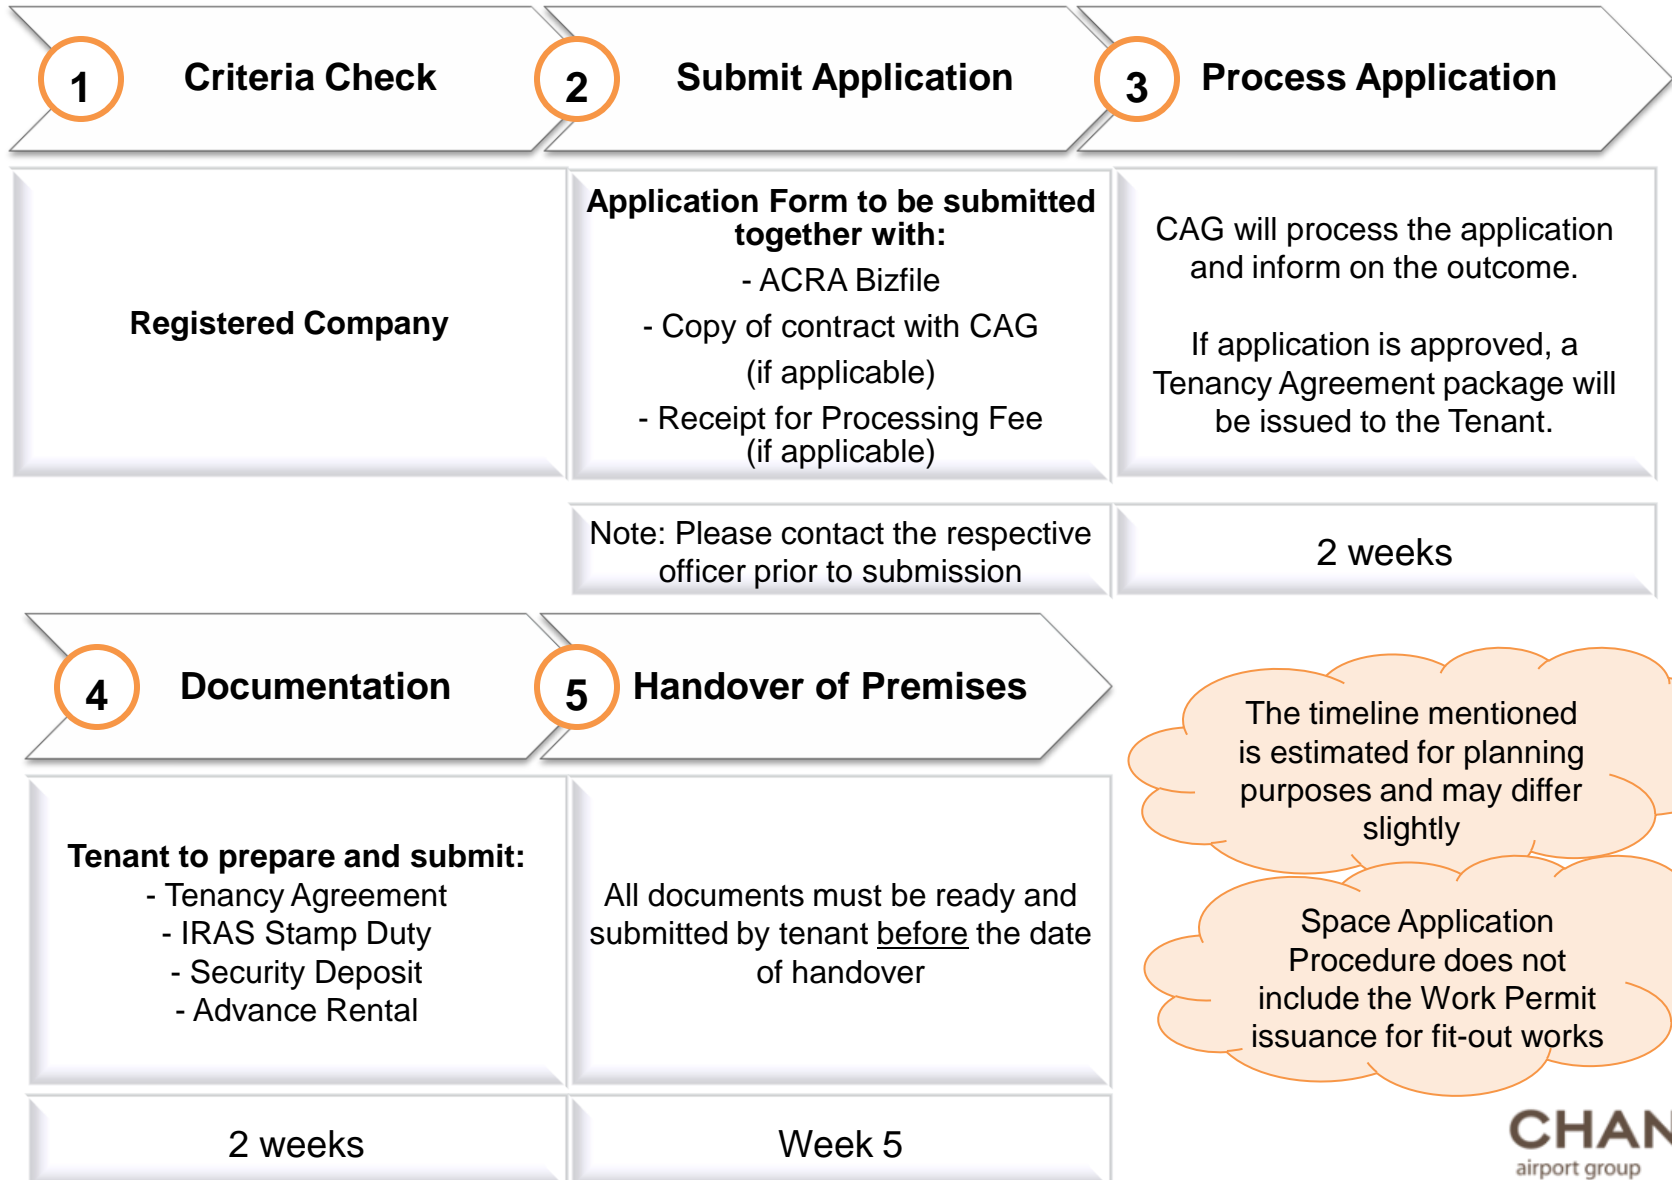 1
Criteria Check
2
Submit Application
3
Process Application
Registered Company
Application Form to be submitted
together with:
- ACRA Bizfile
- Copy of contract with CAG
(if applicable)
- Receipt for Processing Fee
(if applicable)
CAG will process the application
and inform on the outcome.
If application is approved, a
Tenancy Agreement package will
be issued to the Tenant.
Note: Please contact the respective
officer prior to submission
2 weeks
4
Documentation
5
Handover of Premises
Tenant to prepare and submit:
- Tenancy Agreement
- IRAS Stamp Duty
- Security Deposit
- Advance Rental
All documents must be ready and
submitted by tenant before the date
of handover
2 weeks
Week 5
The timeline mentioned
is estimated for planning
purposes and may differ
slightly
Space Application
Procedure does not
include the Work Permit
issuance for fit-out works
CHAN
airport group